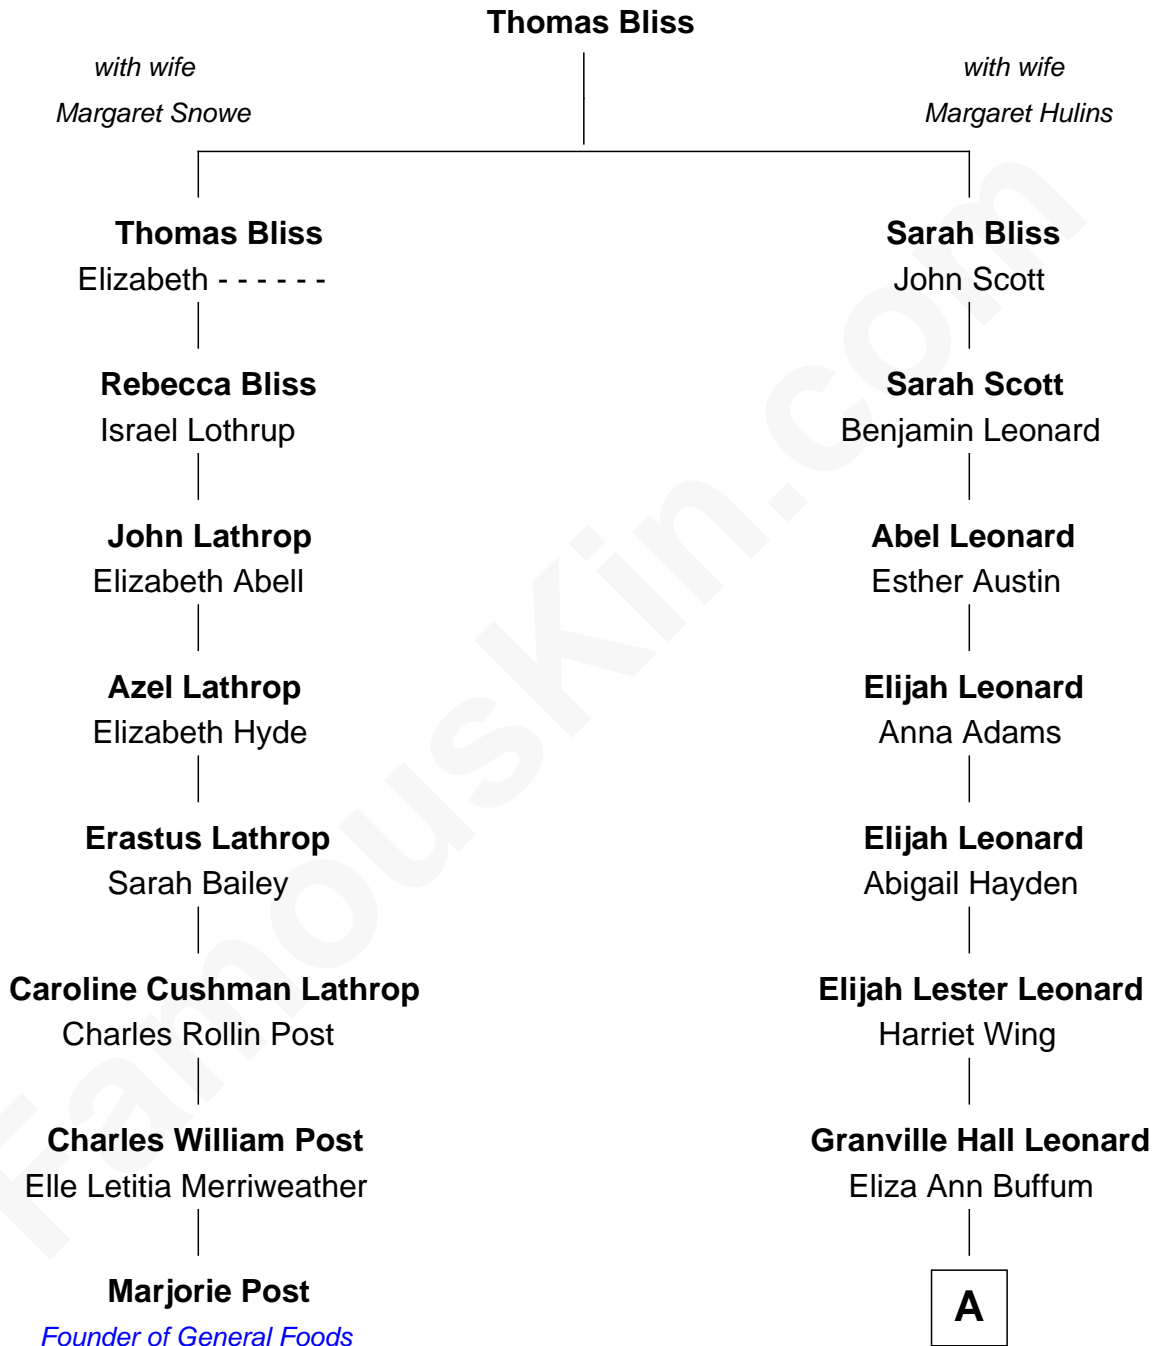 Thomas Bliss
with wife
Margaret Snowe
with wife
Margaret Hulins
Thomas Bliss
Elizabeth - - - - - -
Sarah Bliss
John Scott
Rebecca Bliss
Israel Lothrup
Sarah Scott
Benjamin Leonard
John Lathrop
Elizabeth Abell
Abel Leonard
Esther Austin
Azel Lathrop
Elizabeth Hyde
Elijah Leonard
Anna Adams
Erastus Lathrop
Sarah Bailey
Elijah Leonard
Abigail Hayden
Caroline Cushman Lathrop
Charles Rollin Post
Elijah Lester Leonard
Harriet Wing
Charles William Post
Elle Letitia Merriweather
Granville Hall Leonard
Eliza Ann Buffum
Marjorie Post
Founder of General Foods
A
FamousKin.com